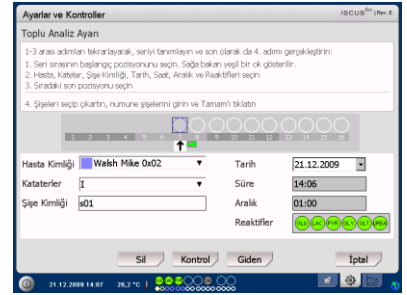 Ayarlar ve Kontroller
ISCUSflex (Rev. E
Toplu Analiz Ayarı
1-3 arası adımları tekrarlayarak, seriyi tanımlayın ve son olarak da 4. adımı gerçekleştirin:
1. Seri sırasının başlangıç pozisyonunu seçin. Sağa bakan yeşil bir ok gösterilir.
2. Hasta, Kateter, Şişe Kimliği, Tarih, Saat, Aralık ve Reaktifleri seçin
3. Sıradaki son pozisyonu seçin
4. Şişeleri seçip çıkartın, numune şişelerini girin ve Tamam'ı tıklatın
1 2 3 4 5 6 7 8 9 10 11 12 13 14 15 16
Hasta Kimliği Walsh Mike 0x02
Tarih 21.12.2009
Kataterler I
Süre 14:06
Şişe Kimliği s01
Aralık 01:00
Reaktifler GLU LAC PYR GLY GLT UREA
Sil Kontrol Giden İptal
21.12.2009 14:07 26,2 °C